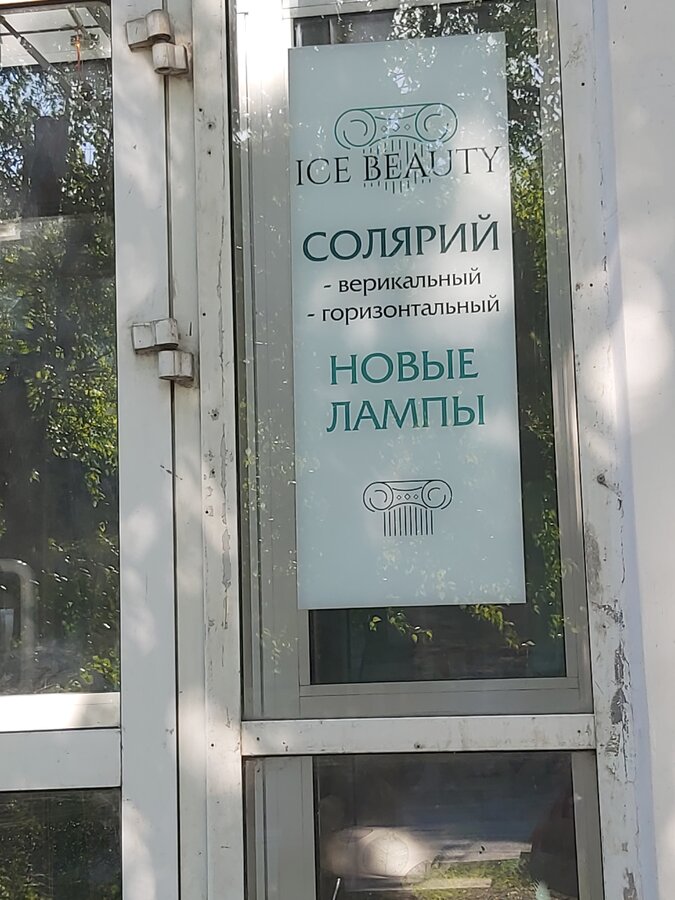 ICE BEAUTY
СОЛЯРИЙ
- верикальный
- горизонтальный
НОВЫЕ
ЛАМПЫ